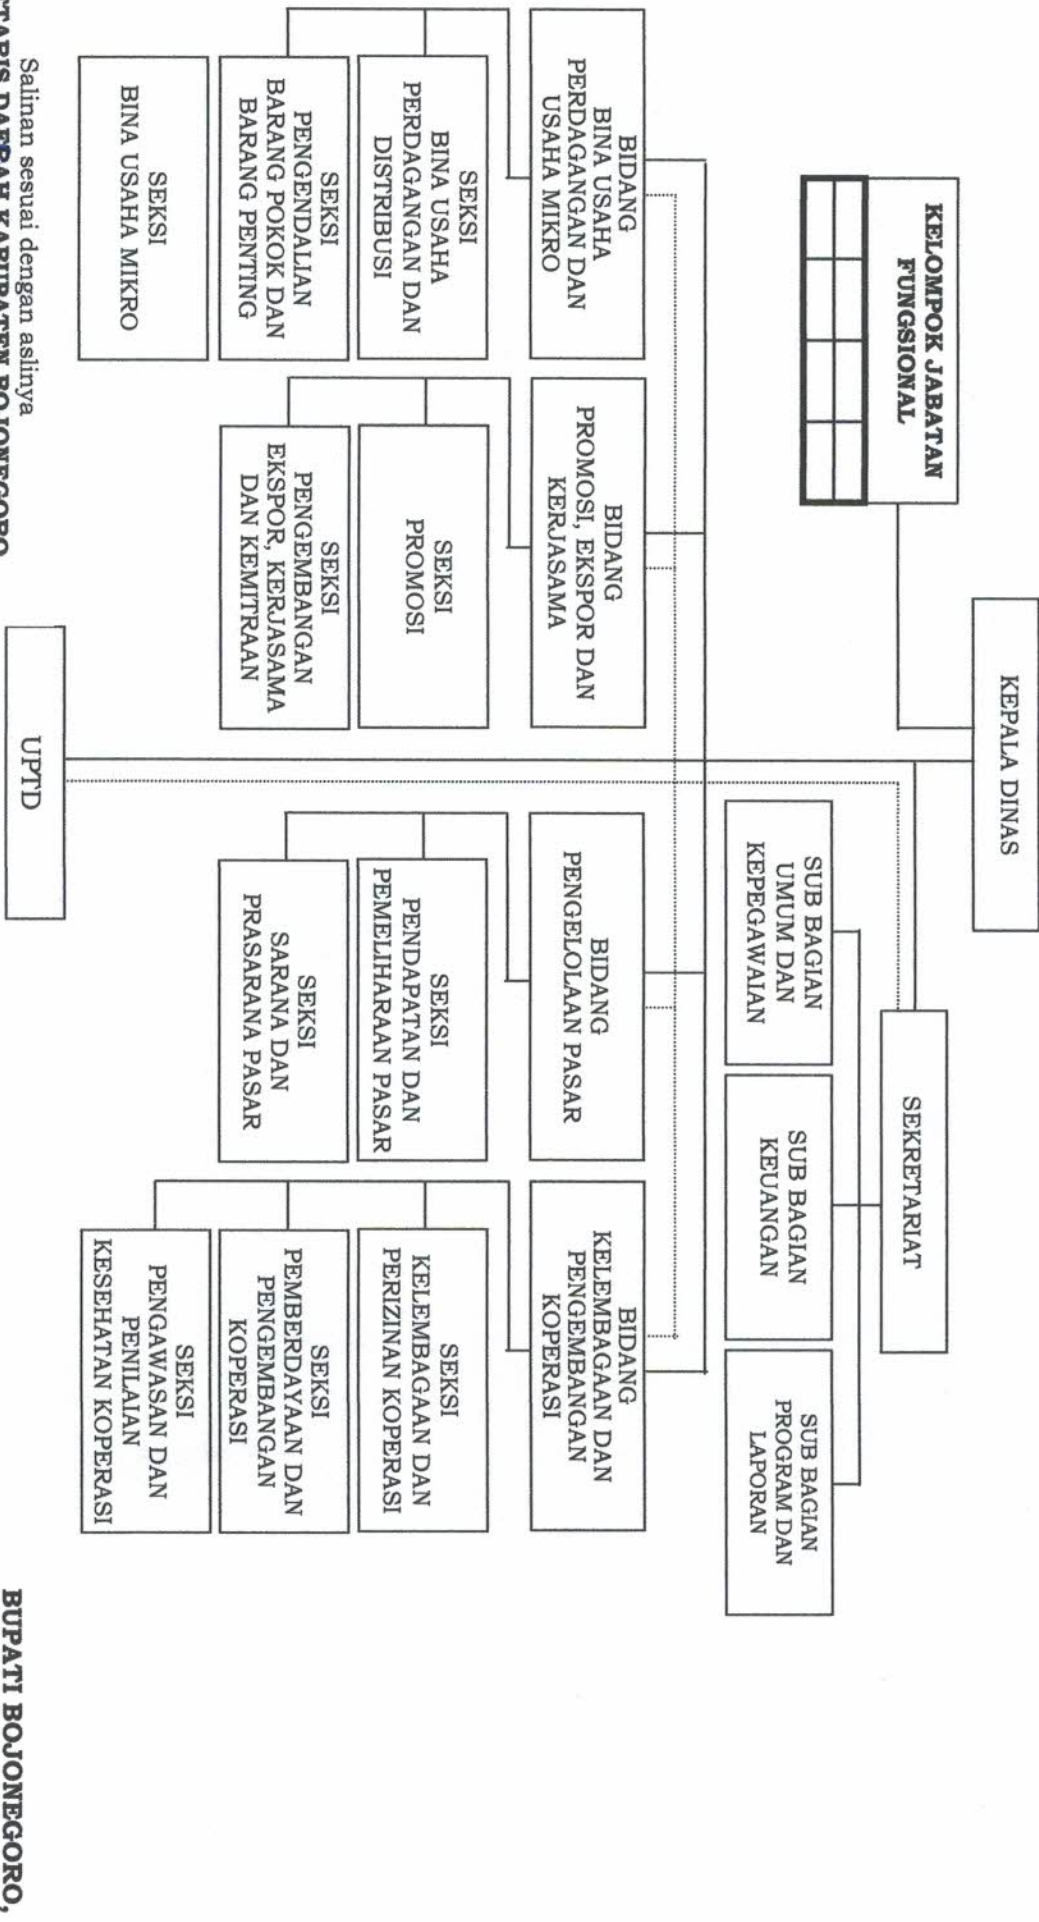 KEPALA DINAS
KELOMPOK JABATAN
FUNGSIONAL
SEKRETARIAT
SUB BAGIAN
UMUM DAN
KEPEGAWAIAN
SUB BAGIAN
KEUANGAN
SUB BAGIAN
PROGRAM DAN
LAPORAN
BIDANG
BINA USAHA
PERDAGANGAN DAN
USAHA MIKRO
BIDANG
PROMOSI, EKSPOR DAN
KERJASAMA
BIDANG
PENGELOLAAN PASAR
BIDANG
KELEMBAGAAN DAN
PENGEMBANGAN
KOPERASI
SEKSI
BINA USAHA
PERDAGANGAN DAN
DISTRIBUSI
SEKSI
PROMOSI
SEKSI
PENDAPATAN DAN
PEMELIHARAAN PASAR
SEKSI
KELEMBAGAAN DAN
PERIZINAN KOPERASI
SEKSI
PENGENDALIAN
BARANG POKOK DAN
BARANG PENTING
SEKSI
PENGEMBANGAN
EKSPOR, KERJASAMA
DAN KEMITRAAN
SEKSI
SARANA DAN
PRASARANA PASAR
SEKSI
PEMBERDAYAAN DAN
PENGEMBANGAN
KOPERASI
SEKSI
BINA USAHA MIKRO
SEKSI
PENGAWASAN DAN
PENILAIAN
KESEHATAN KOPERASI
UPTD
Salinan sesuai dengan aslinya
DAERAH KABUPATEN BOJONEGORO
BUPATI BOJONEGORO,